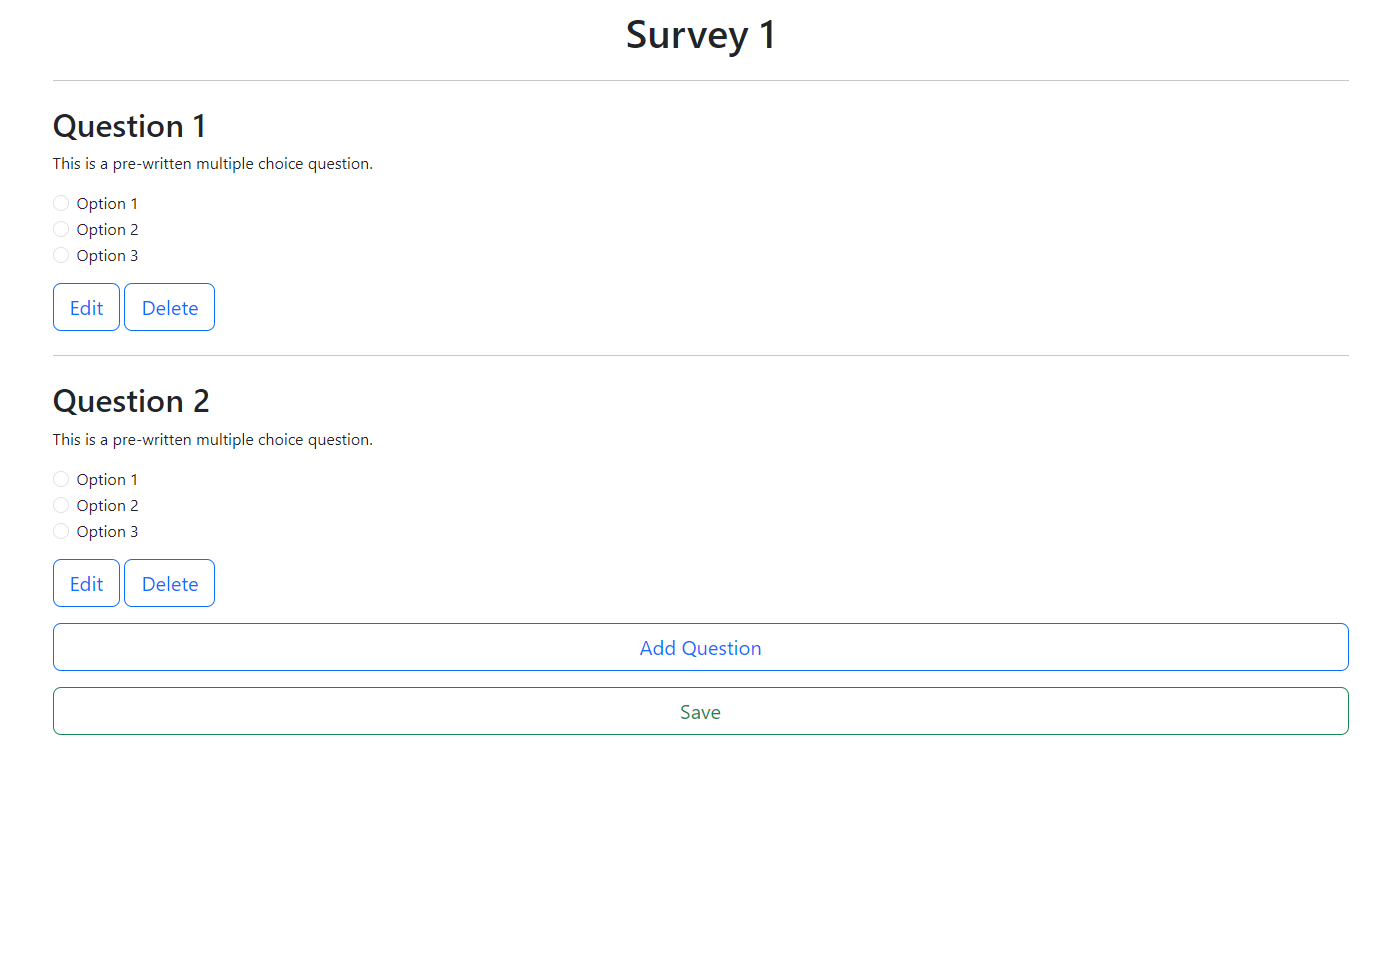 Survey 1
Question 1
This is a pre-written multiple choice question.
Option 1
Option 2
Option 3
Edit Delete
Question 2
This is a pre-written multiple choice question.
Option 1
Option 2
Option 3
Edit Delete
Add Question
Save